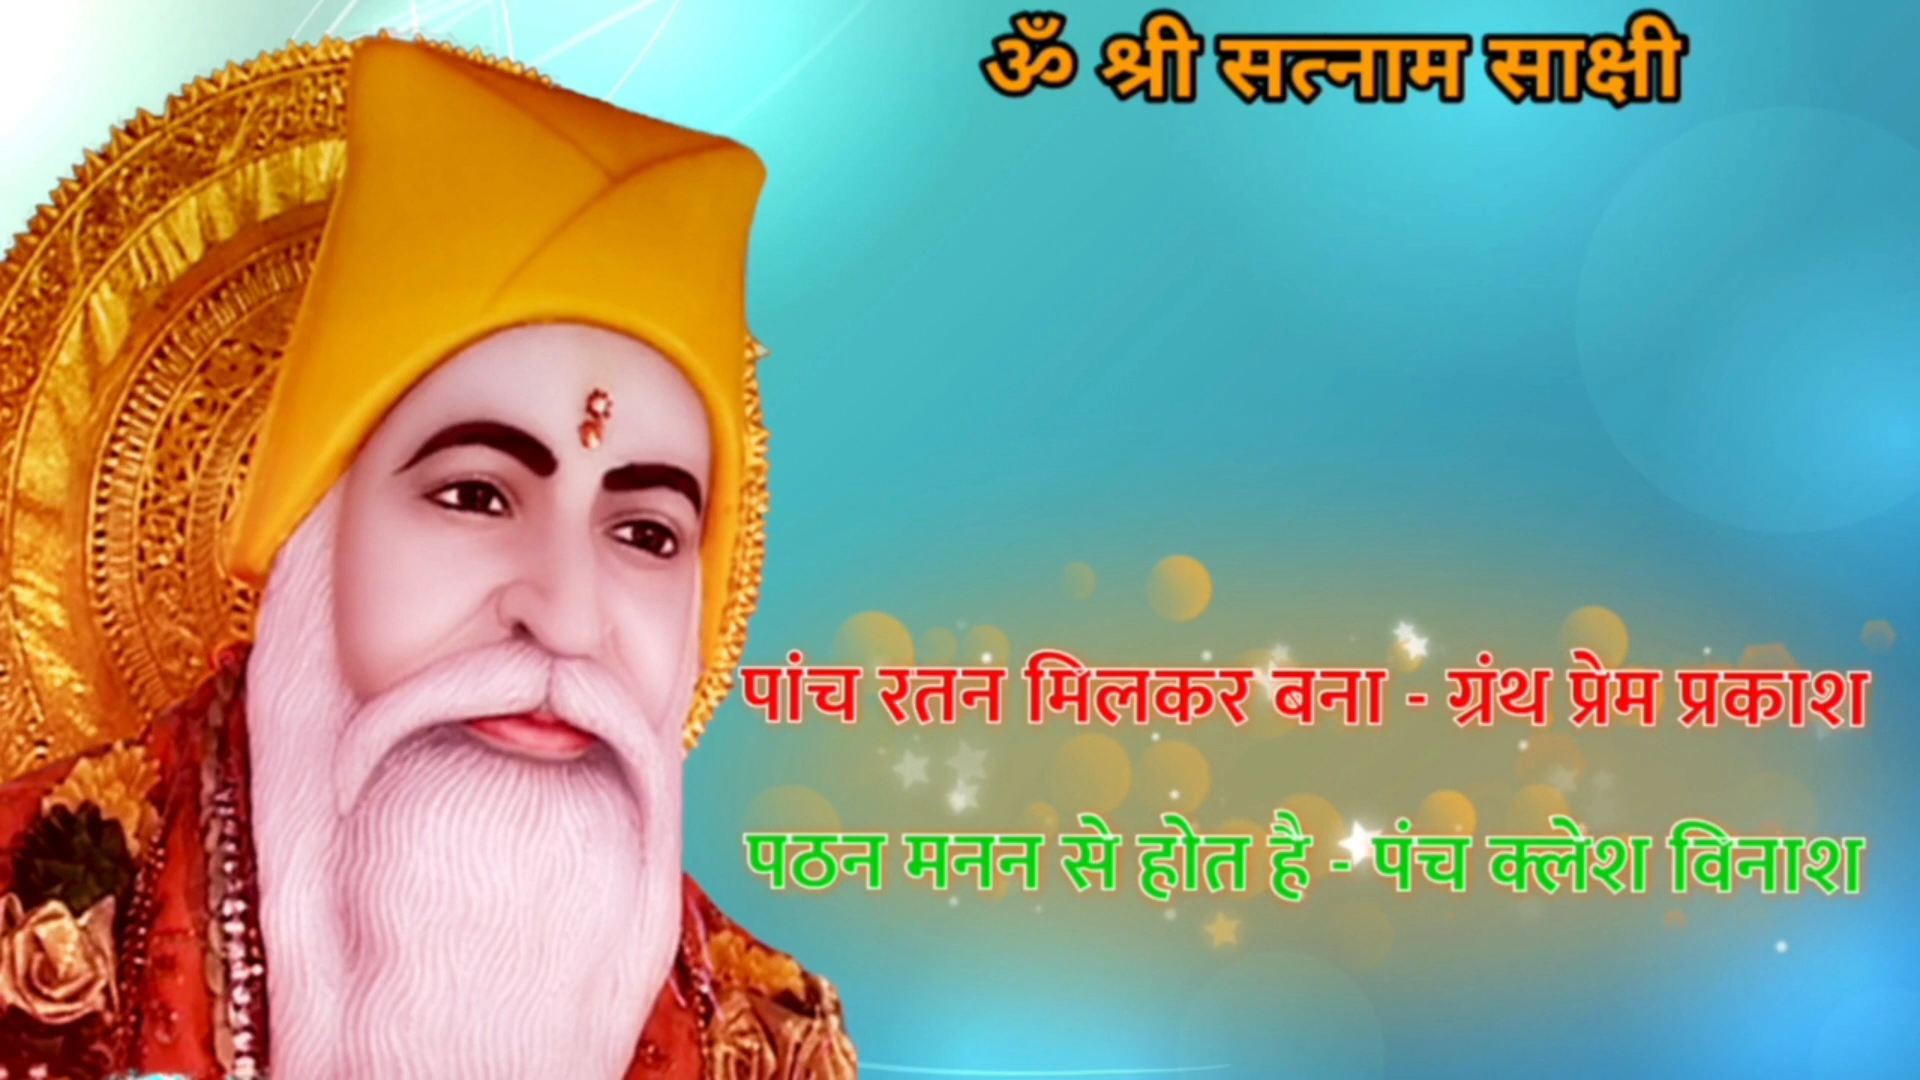 ॐ श्री सत्नाम साक्षी
पांच रतन मिलकर बना - ग्रंथ प्रेम प्रकाश
पठन मनन से होत है - पंच क्लेश विनाश